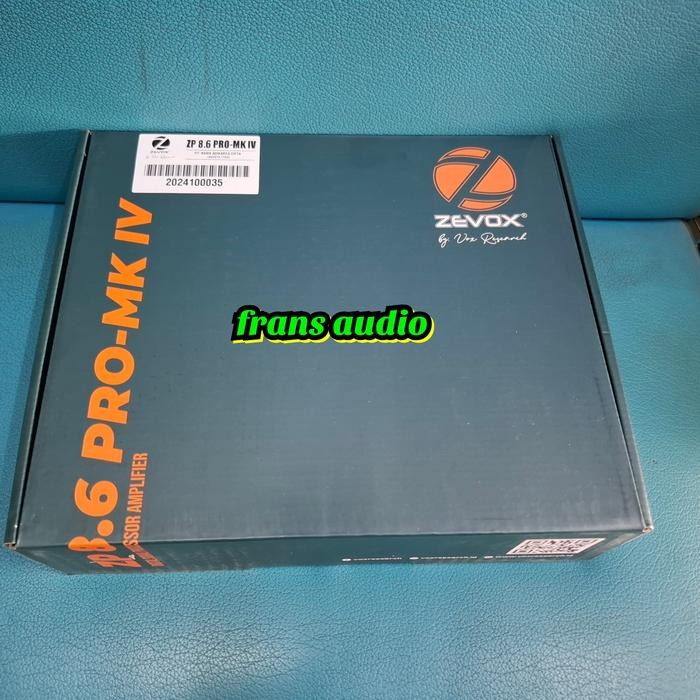 ZP 8.6 PRO-MK IV
ZEVOX
2024100035
ZEVOX®
by: Vox Research
ZP 8.6 PRO-MK IV
SSOR AMPLIFIER
frans audio